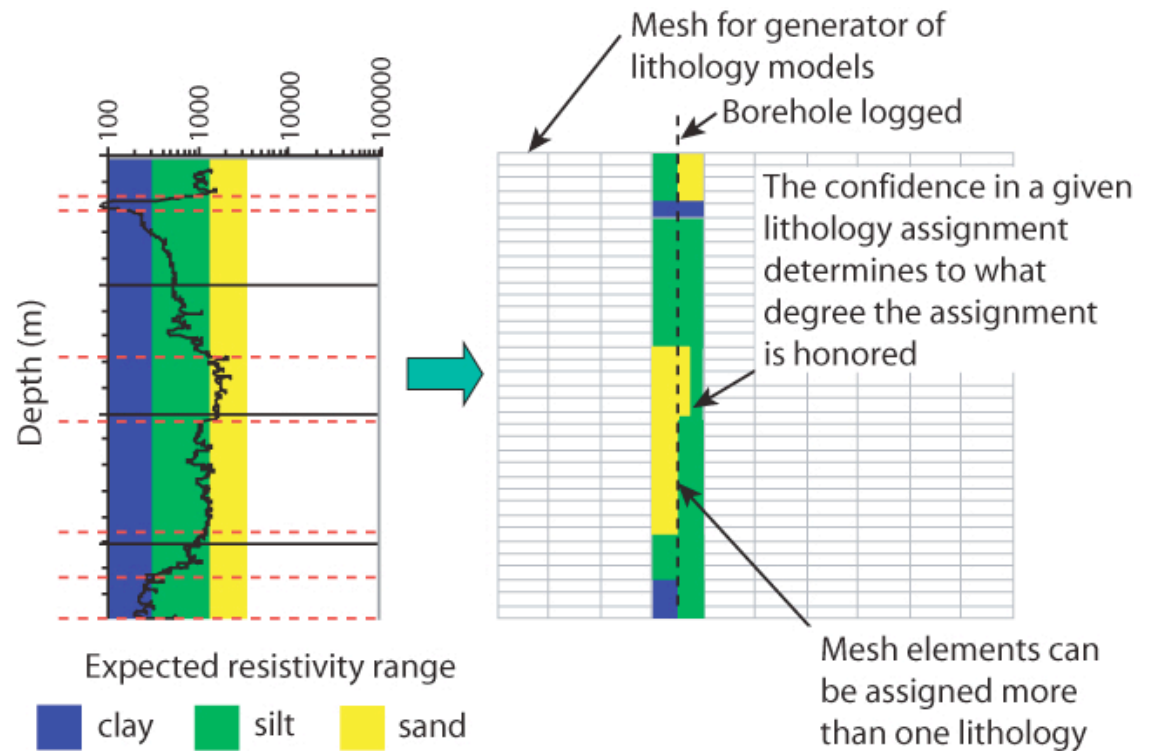 Mesh for generator of
lithology models
Borehole logged
100
1000
10000
100000
The confidence in a given
lithology assignment
determines to what
degree the assignment
is honored
Depth (m)
Mesh elements can
be assigned more
than one lithology
Expected resistivity range
clay
silt
sand